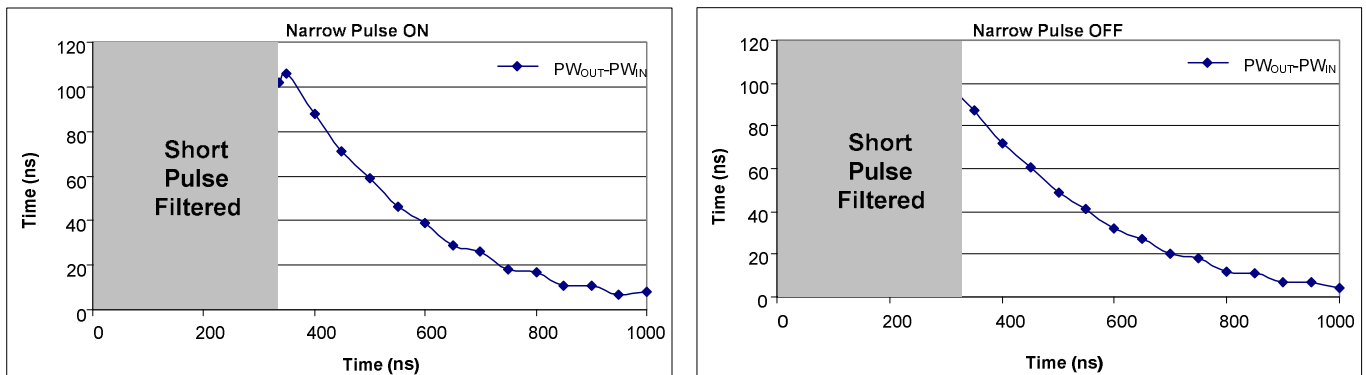 Narrow Pulse ON
120
100
80
60
40
20
0
Time (ns)
PWOUT-PWIN
Short
Pulse
Filtered
0 200 400 600 800 1000
Time (ns)
Narrow Pulse OFF
120
100
80
60
40
20
0
Time (ns)
PWOUT-PWIN
Short
Pulse
Filtered
0 200 400 600 800 1000
Time (ns)